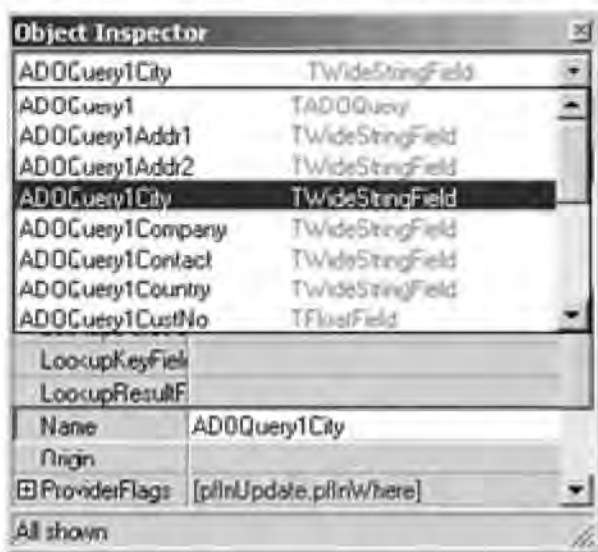 Object Inspector
ADOQuery1City TWideStringField
ADOQuery1 TADOQuery
ADOQuery1Addr1 TWideStringField
ADOQuery1Addr2 TWideStringField
ADOQuery1City TWideStringField
ADOQuery1Company TWideStringField
ADOQuery1Contact TWideStringField
ADOQuery1Country TWideStringField
ADOQuery1CustNo TFloatField
LookupKeyFiel
LookupResultF
Name ADOQuery1City
Origin
ProviderFlags [pfInUpdate,pfInWhere]
All shown